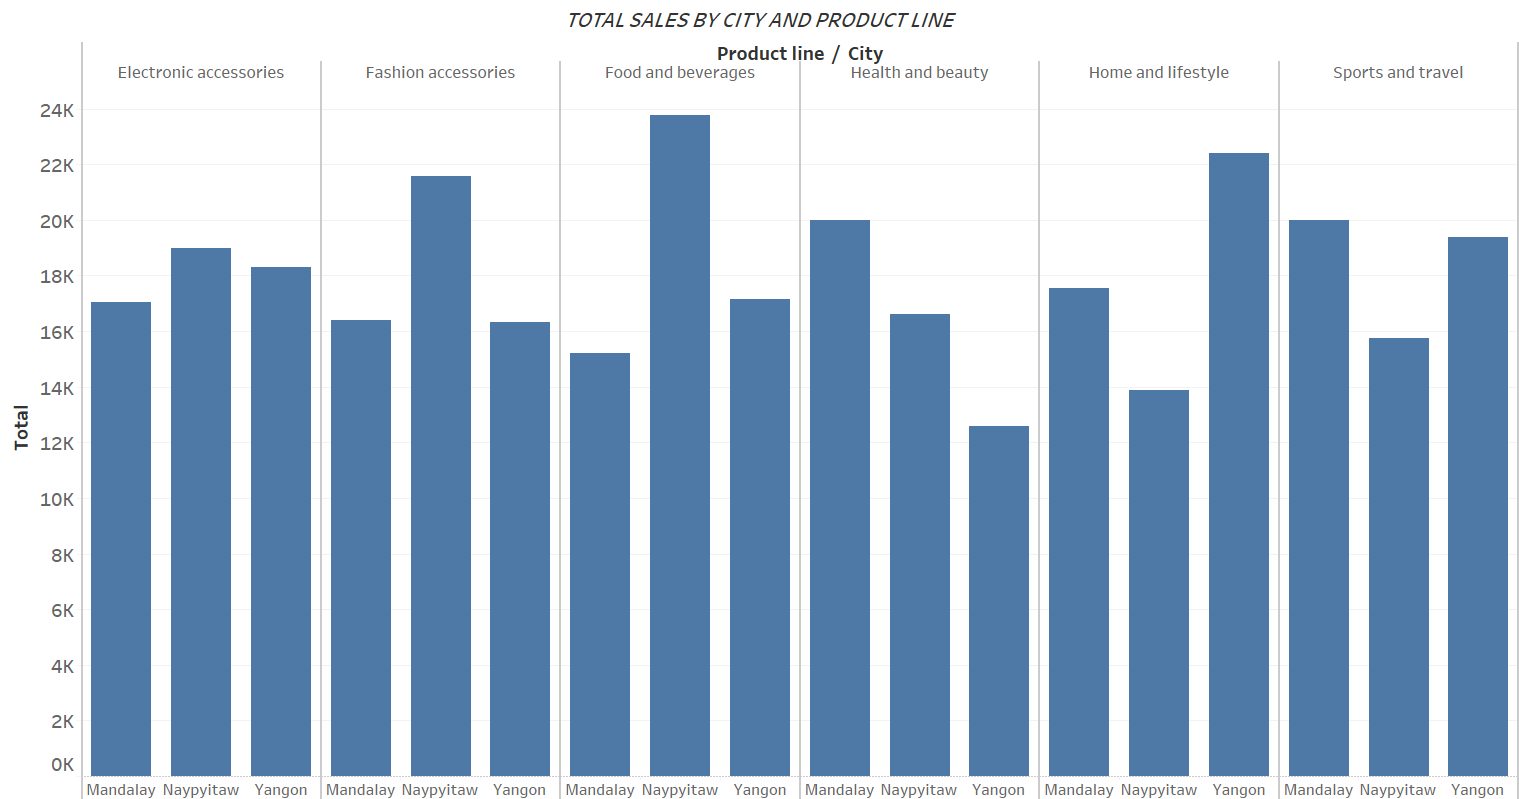 TOTAL SALES BY CITY AND PRODUCT LINE
Product line / City
Electronic accessories Fashion accessories Food and beverages Health and beauty Home and lifestyle Sports and travel
24K
22K
20K
18K
16K
14K
12K
10K
8K
6K
4K
2K
0K
Total
Mandalay Naypyitaw Yangon Mandalay Naypyitaw Yangon Mandalay Naypyitaw Yangon Mandalay Naypyitaw Yangon Mandalay Naypyitaw Yangon Mandalay Naypyitaw Yangon